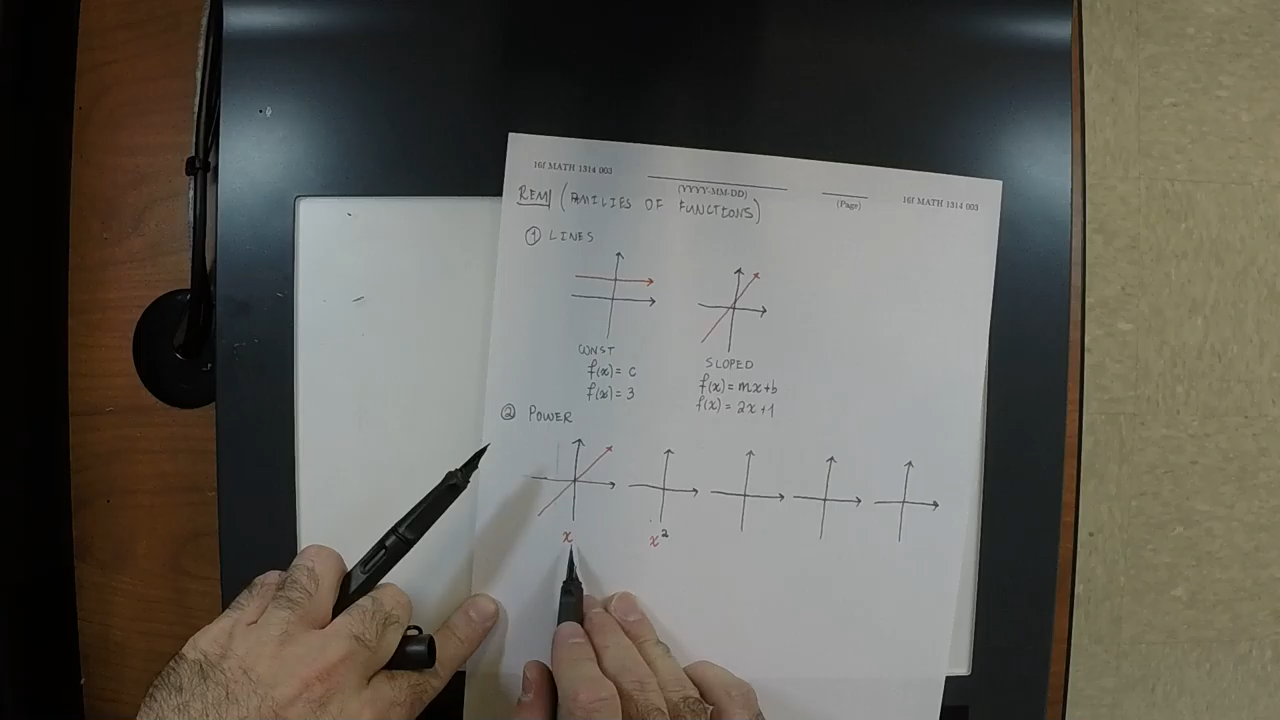 16f MATH 1314 003
(YYYY-MM-DD)
(Page)
16f MATH 1314 003
REM (FAMILIES OF FUNCTIONS)
① LINES
CONST
f(x) = c
f(x) = 3
SLOPED
f(x) = mx+b
f(x) = 2x+1
② POWER
x
x²